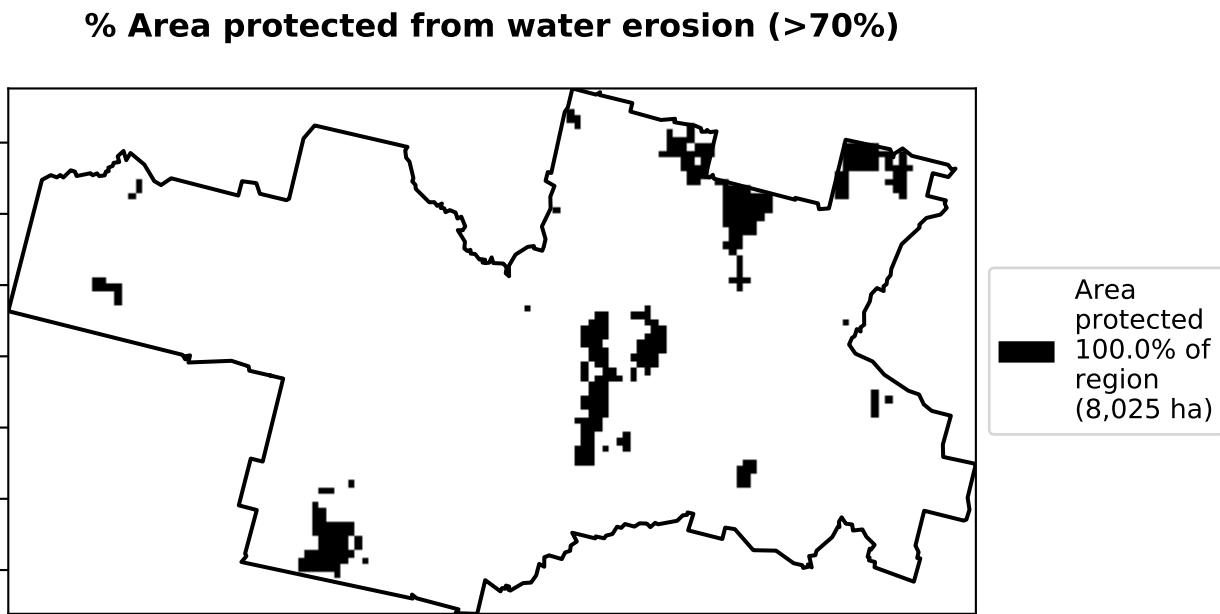 % Area protected from water erosion (>70%)
Area
protected
100.0% of
region
(8,025 ha)